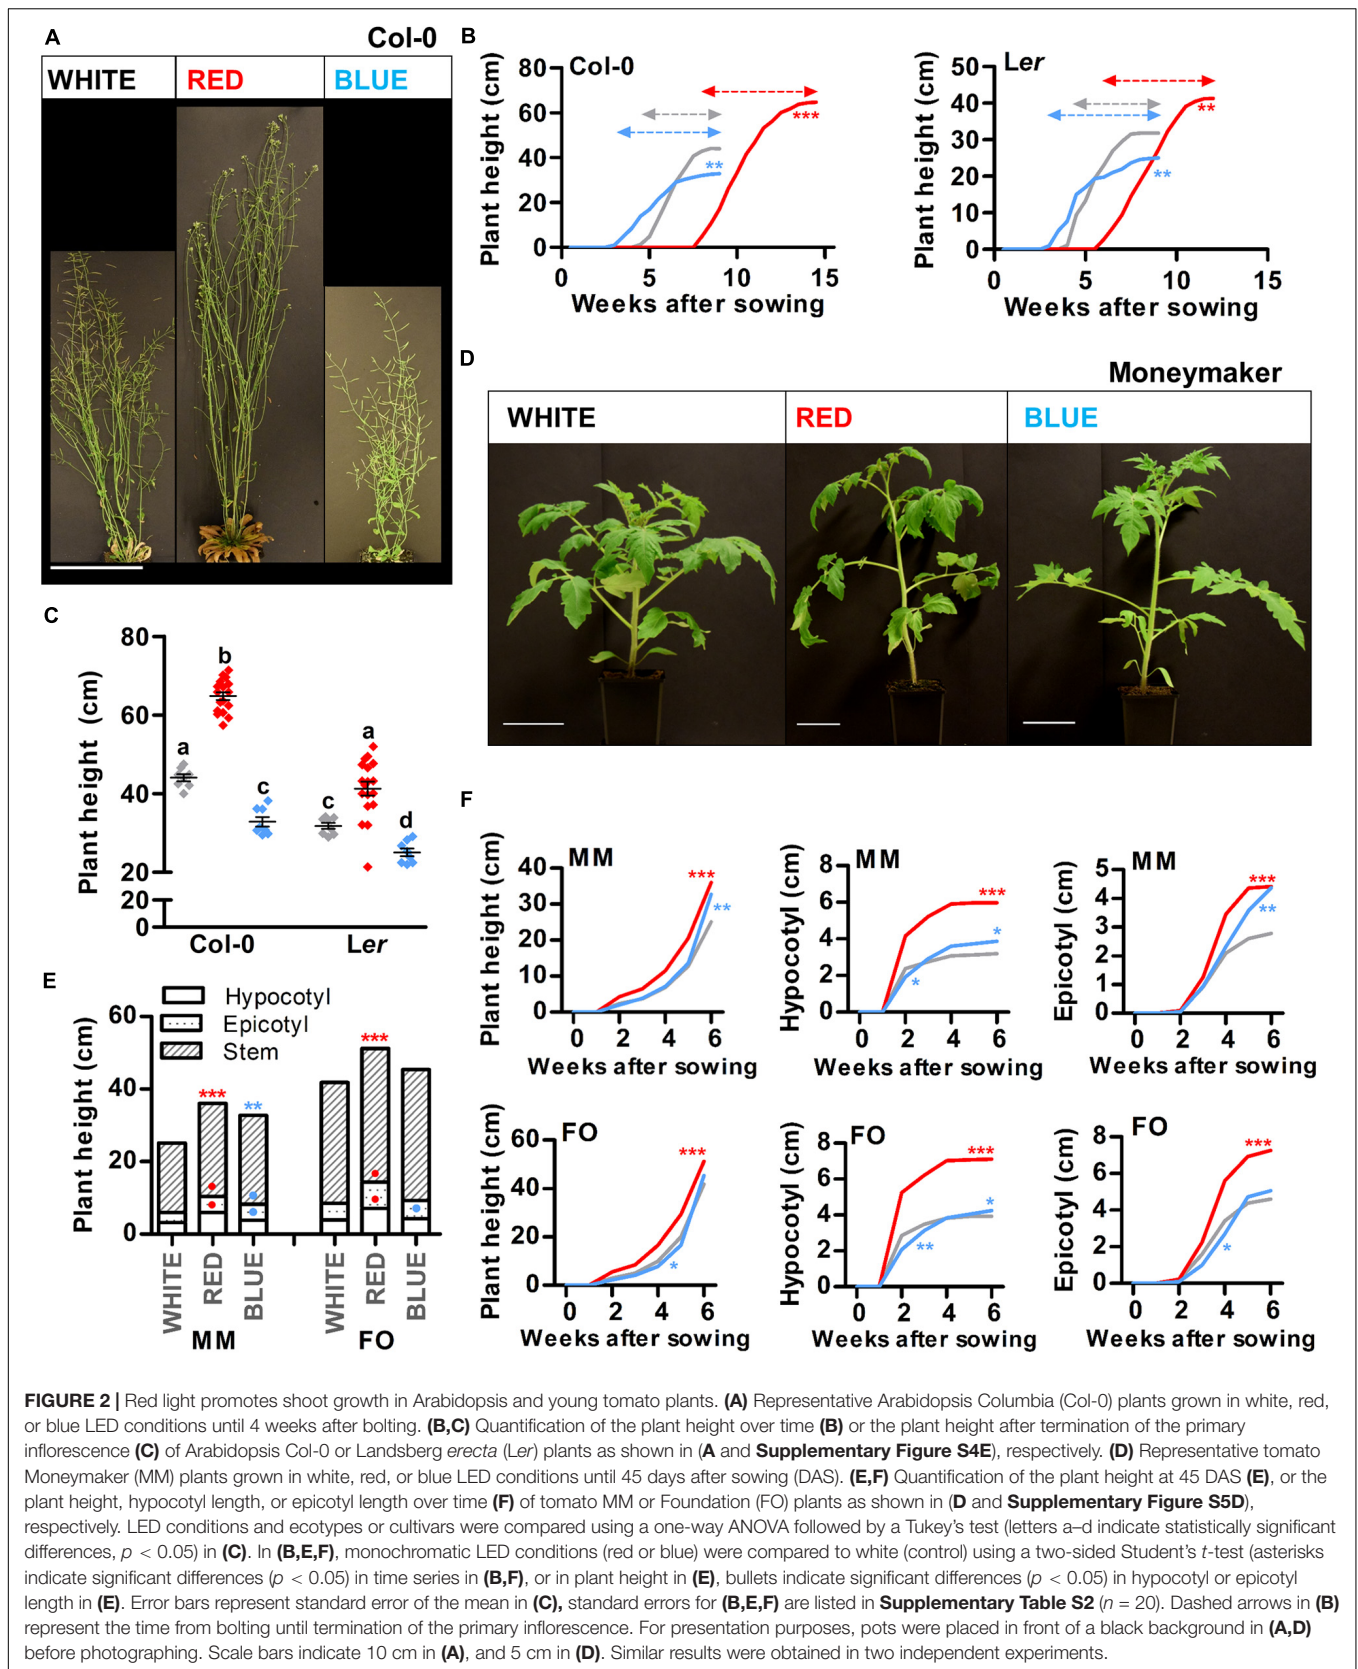 A
Col-0
WHITE
RED
BLUE
B
Col-0
Plant height (cm)
80
60
40
20
0
***
**
0
5
10
15
Weeks after sowing
Ler
Plant height (cm)
50
40
30
20
10
0
**
**
0
5
10
15
Weeks after sowing
D
Moneymaker
WHITE
RED
BLUE
C
Plant height (cm)
80
60
40
20
20
0
a
b
c
c
a
d
Col-0
Ler
E
Hypocotyl
Epicotyl
Stem
Plant height (cm)
60
40
20
0
***
**
***
WHITE
RED
BLUE
WHITE
RED
BLUE
MM
FO
F
MM
Plant height (cm)
40
30
20
10
0
***
**
0
2
4
6
Weeks after sowing
MM
Hypocotyl (cm)
8
6
4
2
0
***
*
*
0
2
4
6
Weeks after sowing
MM
Epicotyl (cm)
5
4
3
2
1
0
***
**
0
2
4
6
Weeks after sowing
FO
Plant height (cm)
60
40
20
0
***
*
0
2
4
6
Weeks after sowing
FO
Hypocotyl (cm)
8
6
4
2
0
***
*
**
0
2
4
6
Weeks after sowing
FO
Epicotyl (cm)
8
6
4
2
0
***
*
0
2
4
6
Weeks after sowing
FIGURE 2 | Red light promotes shoot growth in Arabidopsis and young tomato plants. (A) Representative Arabidopsis Columbia (Col-0) plants grown in white, red,
or blue LED conditions until 4 weeks after bolting. (B,C) Quantification of the plant height over time (B) or the plant height after termination of the primary
inflorescence (C) of Arabidopsis Col-0 or Landsberg erecta (Ler) plants as shown in (A and Supplementary Figure S4E), respectively. (D) Representative tomato
Moneymaker (MM) plants grown in white, red, or blue LED conditions until 45 days after sowing (DAS). (E,F) Quantification of the plant height at 45 DAS (E), or the
plant height, hypocotyl length, or epicotyl length over time (F) of tomato MM or Foundation (FO) plants as shown in (D and Supplementary Figure S5D),
respectively. LED conditions and ecotypes or cultivars were compared using a one-way ANOVA followed by a Tukey's test (letters a–d indicate statistically significant
differences, p < 0.05) in (C). In (B,E,F), monochromatic LED conditions (red or blue) were compared to white (control) using a two-sided Student's t-test (asterisks
indicate significant differences (p < 0.05) in time series in (B,F), or in plant height in (E), bullets indicate significant differences (p < 0.05) in hypocotyl or epicotyl
length in (E). Error bars represent standard error of the mean in (C), standard errors for (B,E,F) are listed in Supplementary Table S2 (n = 20). Dashed arrows in (B)
represent the time from bolting until termination of the primary inflorescence. For presentation purposes, pots were placed in front of a black background in (A,D)
before photographing. Scale bars indicate 10 cm in (A), and 5 cm in (D). Similar results were obtained in two independent experiments.